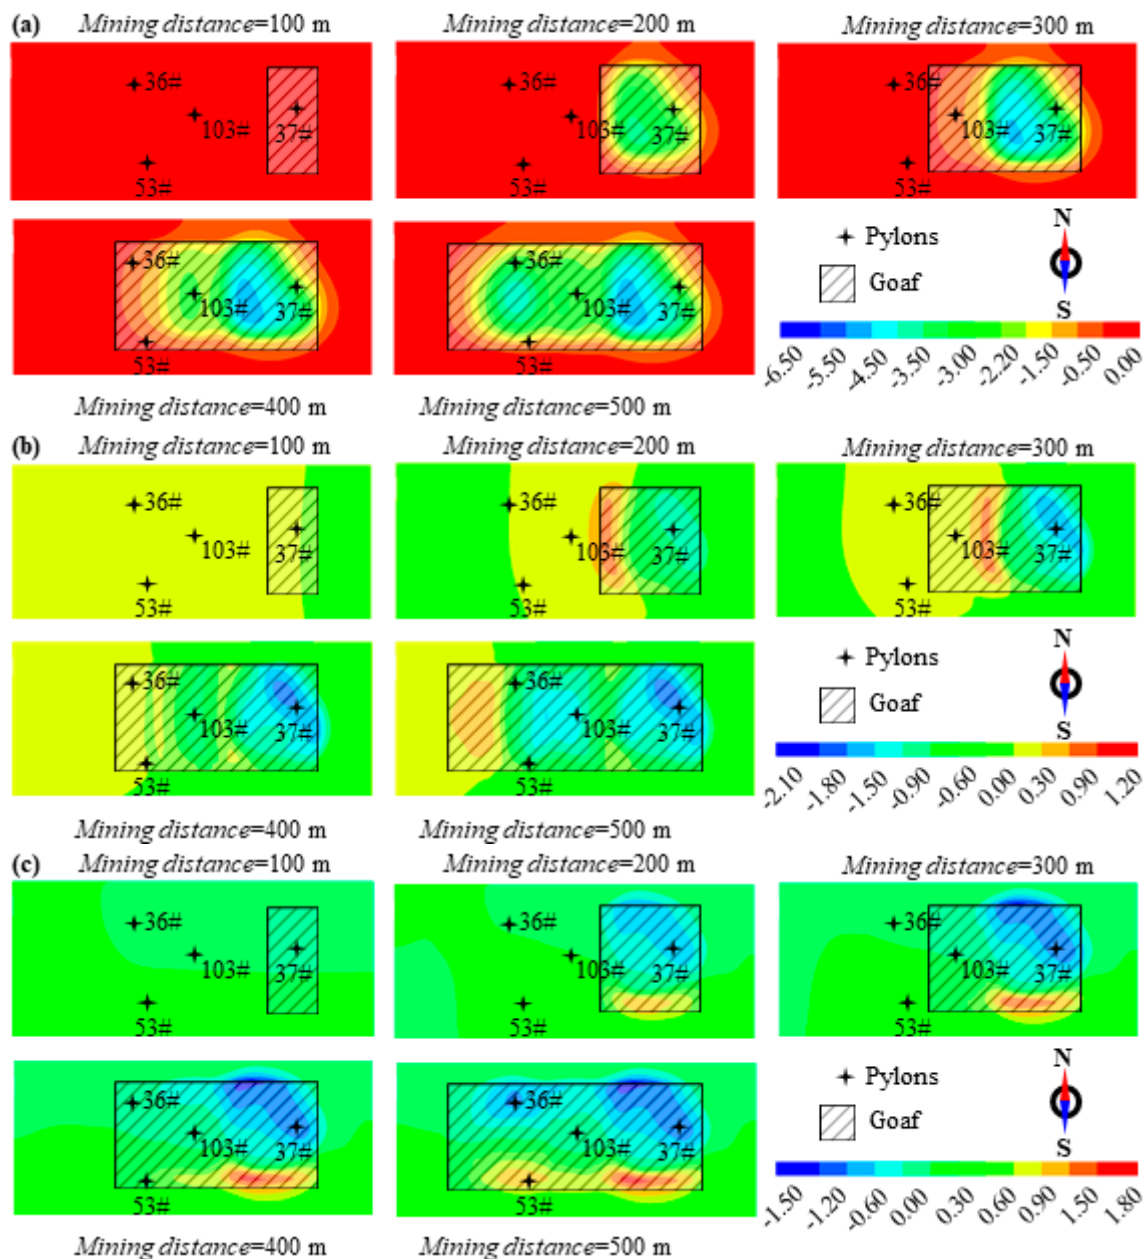 (a) Mining distance=100 m Mining distance=200 m Mining distance=300 m
36# 103# 37# 53#
36# 103# 37# 53#
36# 103# 37# 53#
36# 103# 37# 53#
36# 103# 37# 53#
Pylons
Goaf
N
S
-6.50 -5.50 -4.50 -3.50 -3.00 -2.20 -1.50 -0.50 0.00
Mining distance=400 m Mining distance=500 m
(b) Mining distance=100 m Mining distance=200 m Mining distance=300 m
36# 103# 37# 53#
36# 103# 37# 53#
36# 103# 37# 53#
36# 103# 37# 53#
36# 103# 37# 53#
Pylons
Goaf
N
S
-2.10 -1.80 -1.50 -0.90 -0.60 0.00 0.30 0.90 1.20
Mining distance=400 m Mining distance=500 m
(c) Mining distance=100 m Mining distance=200 m Mining distance=300 m
36# 103# 37# 53#
36# 103# 37# 53#
36# 103# 37# 53#
36# 103# 37# 53#
36# 103# 37# 53#
Pylons
Goaf
N
S
-1.50 -1.20 -0.60 0.00 0.30 0.60 0.90 1.50 1.80
Mining distance=400 m Mining distance=500 m